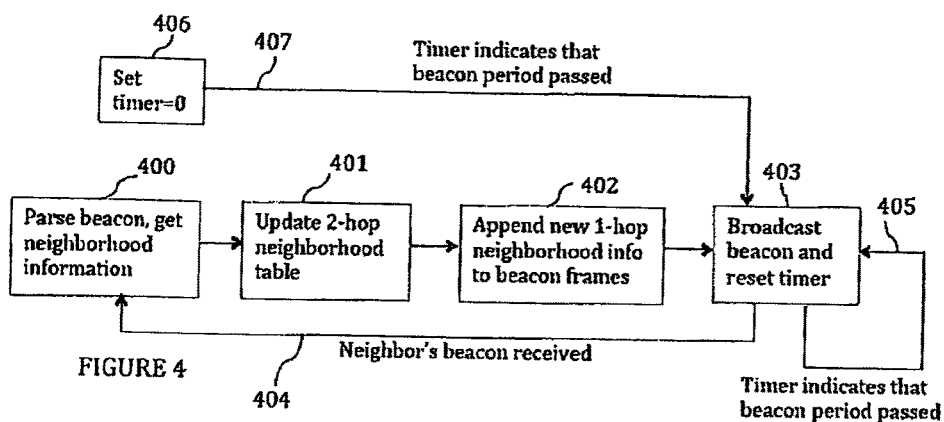 406
407
Timer indicates that
beacon period passed
Set
timer=0
400
401
402
403
405
Parse beacon, get
neighborhood
information
Update 2-hop
neighborhood
table
Append new 1-hop
neighborhood info
to beacon frames
Broadcast
beacon and
reset timer
Neighbor's beacon received
FIGURE 4
404
Timer indicates that
beacon period passed